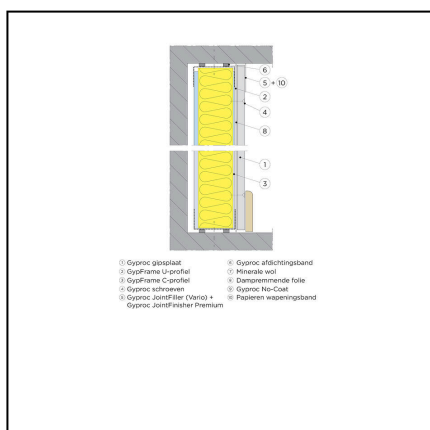 6
5 + 10
2
4
8
1
3
① Gyproc gipsplaat
② GypFrame U-profiel
③ GypFrame C-profiel
④ Gyproc schroeven
⑤ Gyproc JointFiller (Vario) +
Gyproc JointFinisher Premium
⑥ Gyproc afdichtingsband
⑦ Minerale wol
⑧ Dampremmende folie
⑨ Gyproc No-Coat
⑩ Papieren wapeningsband